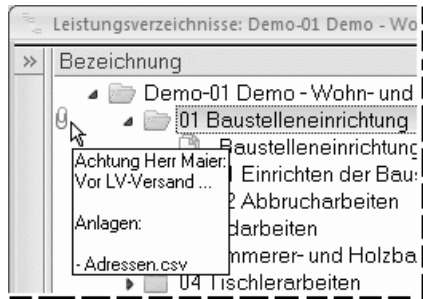 Leistungsverzeichnisse: Demo-01 Demo - Wo
» Bezeichnung
Demo-01 Demo - Wohn- und
01 Baustelleneinrichtung
Baustelleneinrichtung
Achtung Herr Maier:
1 Einrichten der Bau
Vor LV-Versand ...
2 Abbrucharbeiten
Anlagen:
darbeiten
mmerer- und Holzba
- Adressen.csv
04 Tischlerarbeiten